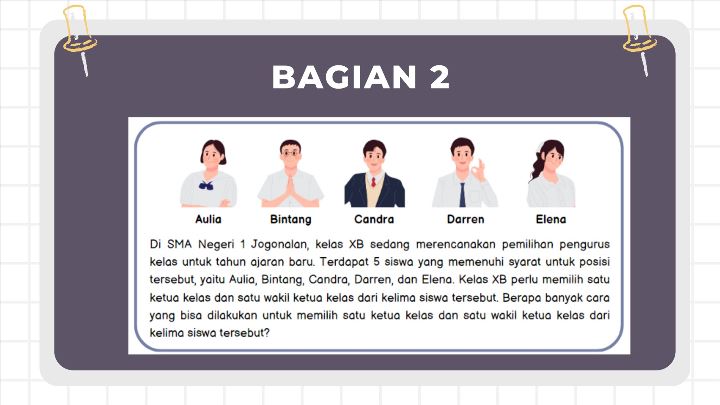 BAGIAN 2
Aulia Bintang Candra Darren Elena
Di SMA Negeri 1 Jogonalan, kelas XB sedang merencanakan pemilihan pengurus
kelas untuk tahun ajaran baru. Terdapat 5 siswa yang memenuhi syarat untuk posisi
tersebut, yaitu Aulia, Bintang, Candra, Darren, dan Elena. Kelas XB perlu memilih satu
ketua kelas dan satu wakil ketua kelas dari kelima siswa tersebut. Berapa banyak cara
yang bisa dilakukan untuk memilih satu ketua kelas dan satu wakil ketua kelas dari
kelima siswa tersebut?